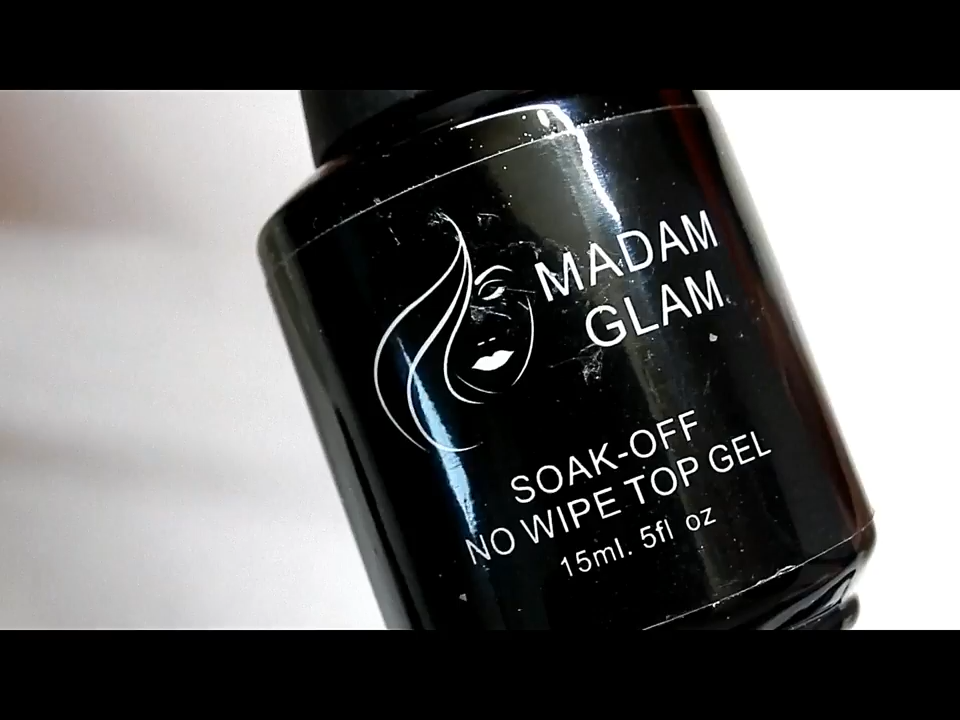 MADAM
GLAM
SOAK-OFF
NO WIPE TOP GEL
15ml. 5fl oz